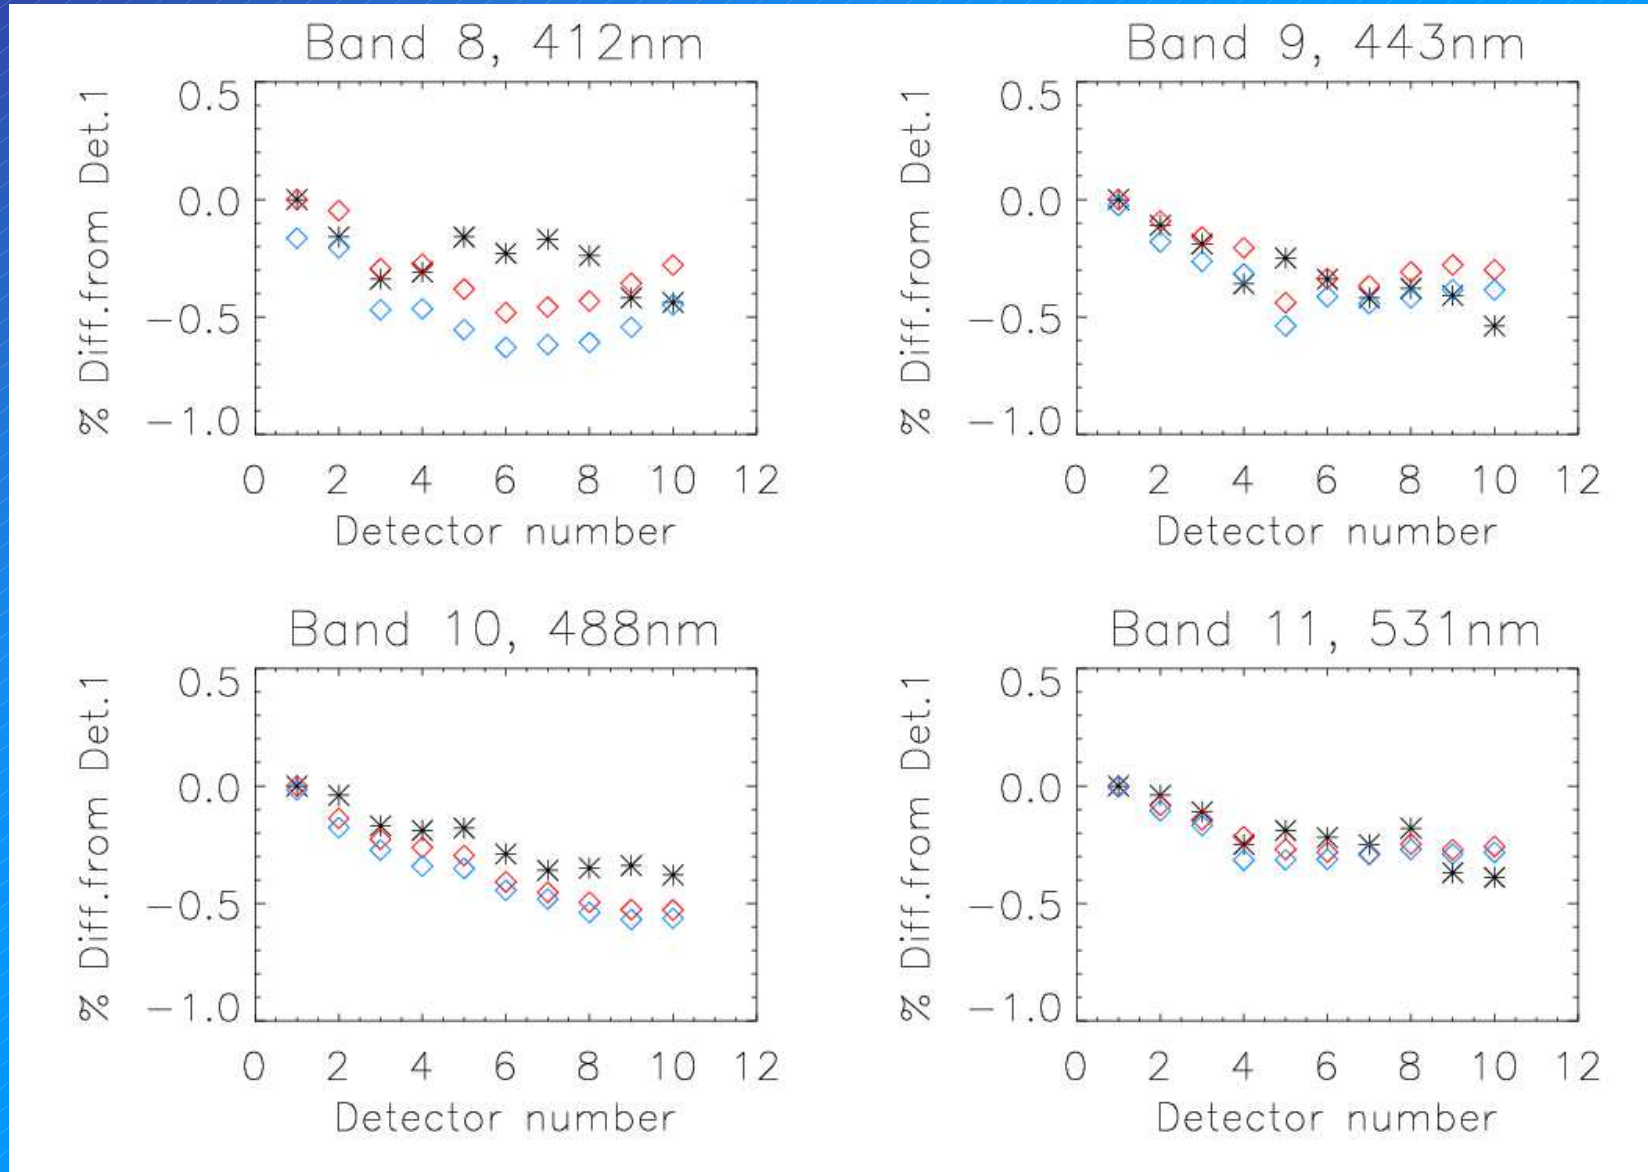 Band 8, 412nm
% Diff.from Det.1
0.5
0.0
−0.5
−1.0
0 2 4 6 8 10 12
Detector number
Band 9, 443nm
% Diff.from Det.1
0.5
0.0
−0.5
−1.0
0 2 4 6 8 10 12
Detector number
Band 10, 488nm
% Diff.from Det.1
0.5
0.0
−0.5
−1.0
0 2 4 6 8 10 12
Detector number
Band 11, 531nm
% Diff.from Det.1
0.5
0.0
−0.5
−1.0
0 2 4 6 8 10 12
Detector number